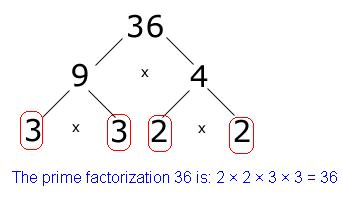 36
9 x 4
3 x 3 2 x 2
The prime factorization 36 is: 2 × 2 × 3 × 3 = 36